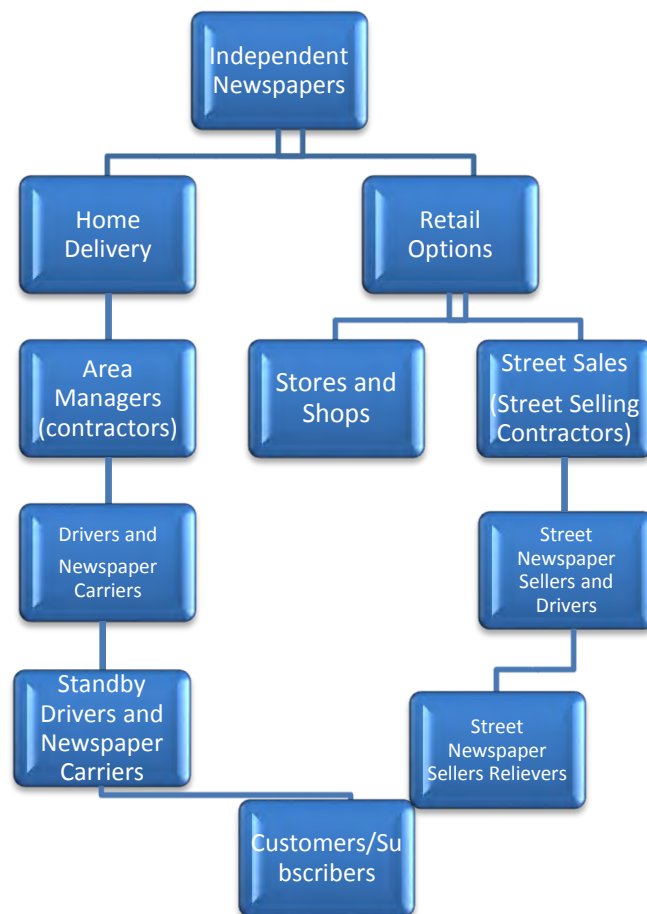 Independent
Newspapers
Home
Delivery
Retail
Options
Area
Managers
(contractors)
Stores and
Shops
Street Sales
(Street Selling
Contractors)
Drivers and
Newspaper
Carriers
Street
Newspaper
Sellers and
Drivers
Standby
Drivers and
Newspaper
Carriers
Street
Newspaper
Sellers Relievers
Customers/Su
bscribers